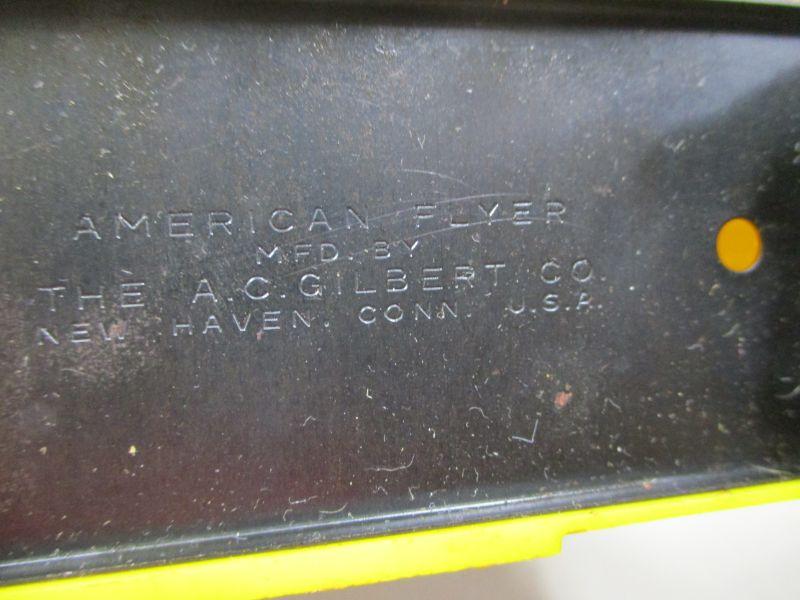 AMERICAN FLYER
MFD. BY
THE A.C. GILBERT CO.
NEW HAVEN, CONN. U.S.A.